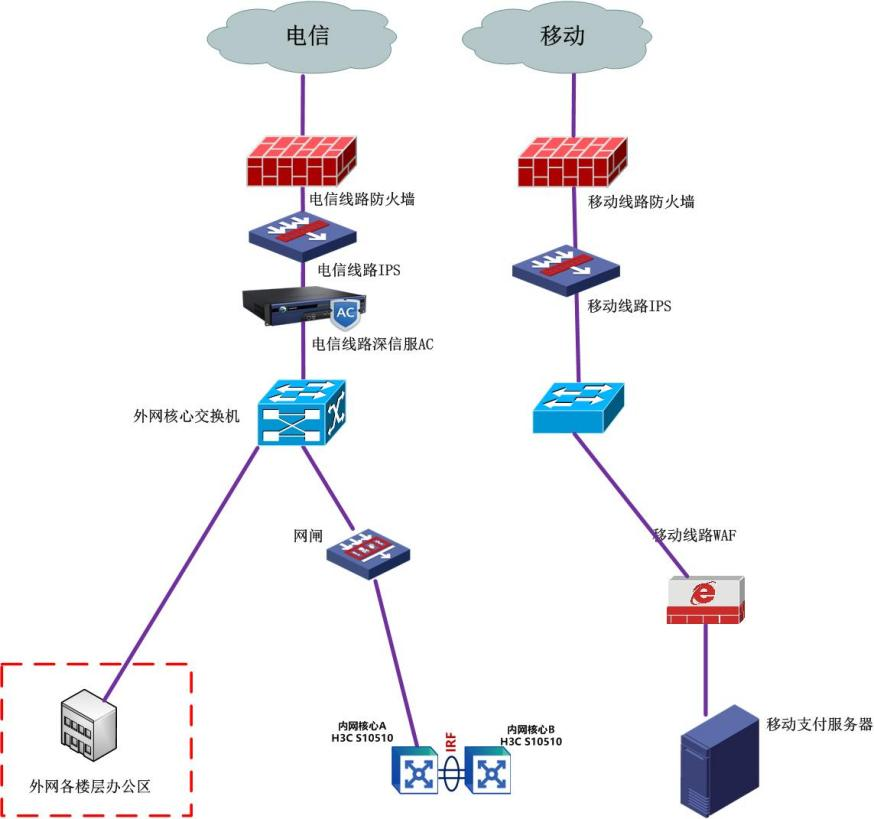 电信
移动
电信线路防火墙
移动线路防火墙
电信线路IPS
移动线路IPS
AC
电信线路深信服AC
外网核心交换机
网闸
移动线路WAF
内网核心A
H3C S10510
IRF
内网核心B
H3C S10510
移动支付服务器
外网各楼层办公区